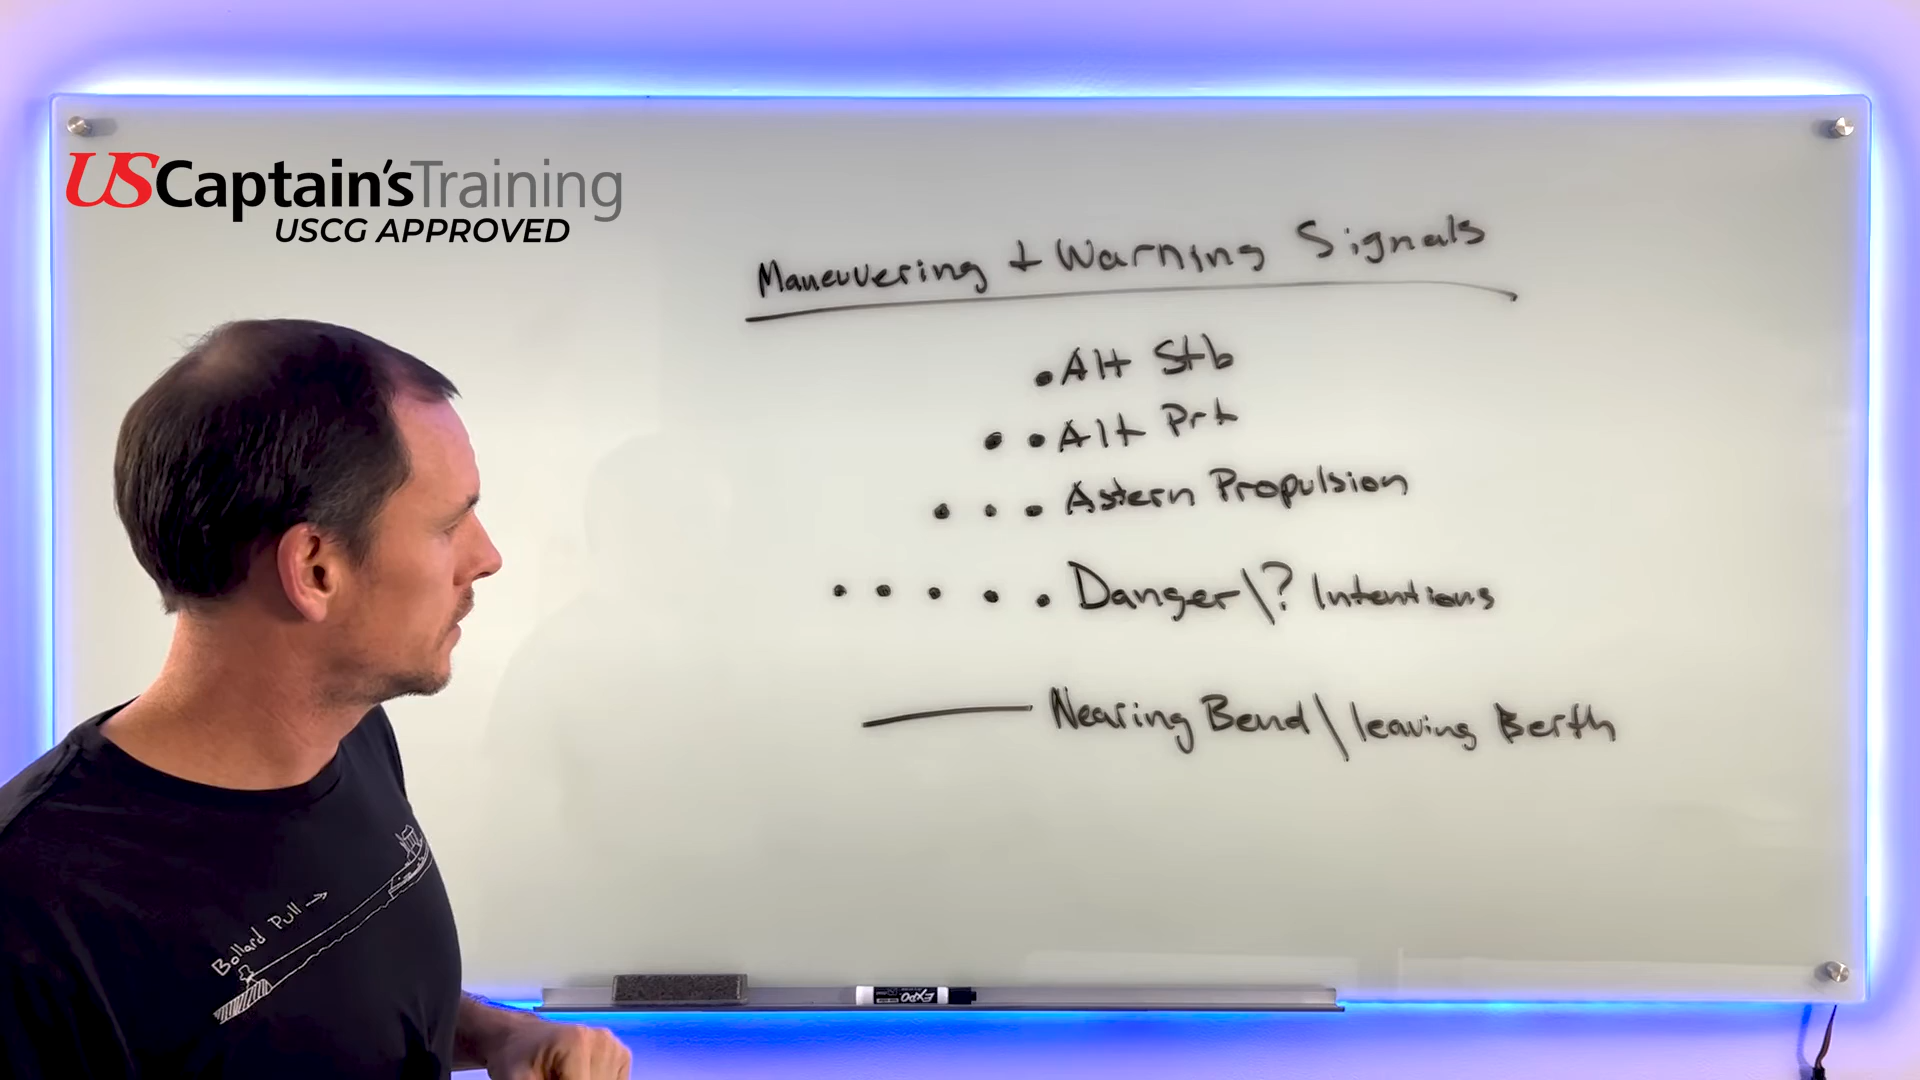 USCaptain'sTraining
USCG APPROVED
Maneuvering + Warning Signals
• Alt Stb
• • Alt Prt
• • • Astern Propulsion
• • • • • Danger\? Intentions
— Nearing Bend \ leaving Berth
Bollard Pull →
EXPO